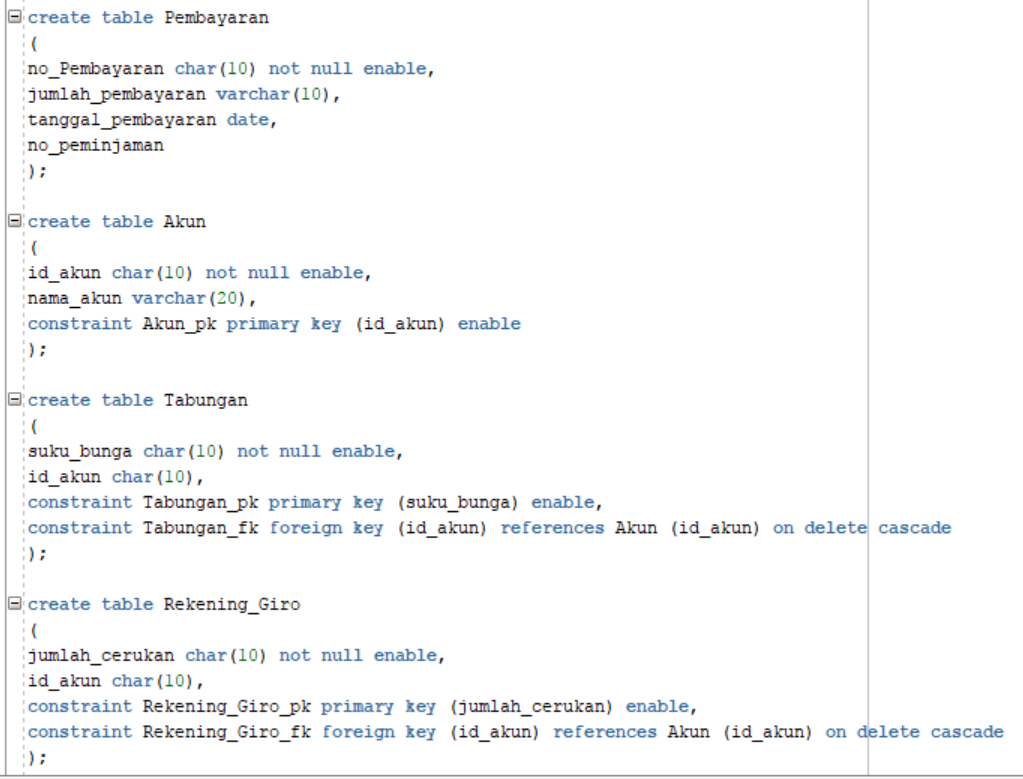 create table Pembayaran
(
no_Pembayaran char(10) not null enable,
jumlah_pembayaran varchar(10),
tanggal_pembayaran date,
no_peminjaman
);
create table Akun
(
id_akun char(10) not null enable,
nama_akun varchar(20),
constraint Akun_pk primary key (id_akun) enable
);
create table Tabungan
(
suku_bunga char(10) not null enable,
id_akun char(10),
constraint Tabungan_pk primary key (suku_bunga) enable,
constraint Tabungan_fk foreign key (id_akun) references Akun (id_akun) on delete cascade
);
create table Rekening_Giro
(
jumlah_cerukan char(10) not null enable,
id_akun char(10),
constraint Rekening_Giro_pk primary key (jumlah_cerukan) enable,
constraint Rekening_Giro_fk foreign key (id_akun) references Akun (id_akun) on delete cascade
);